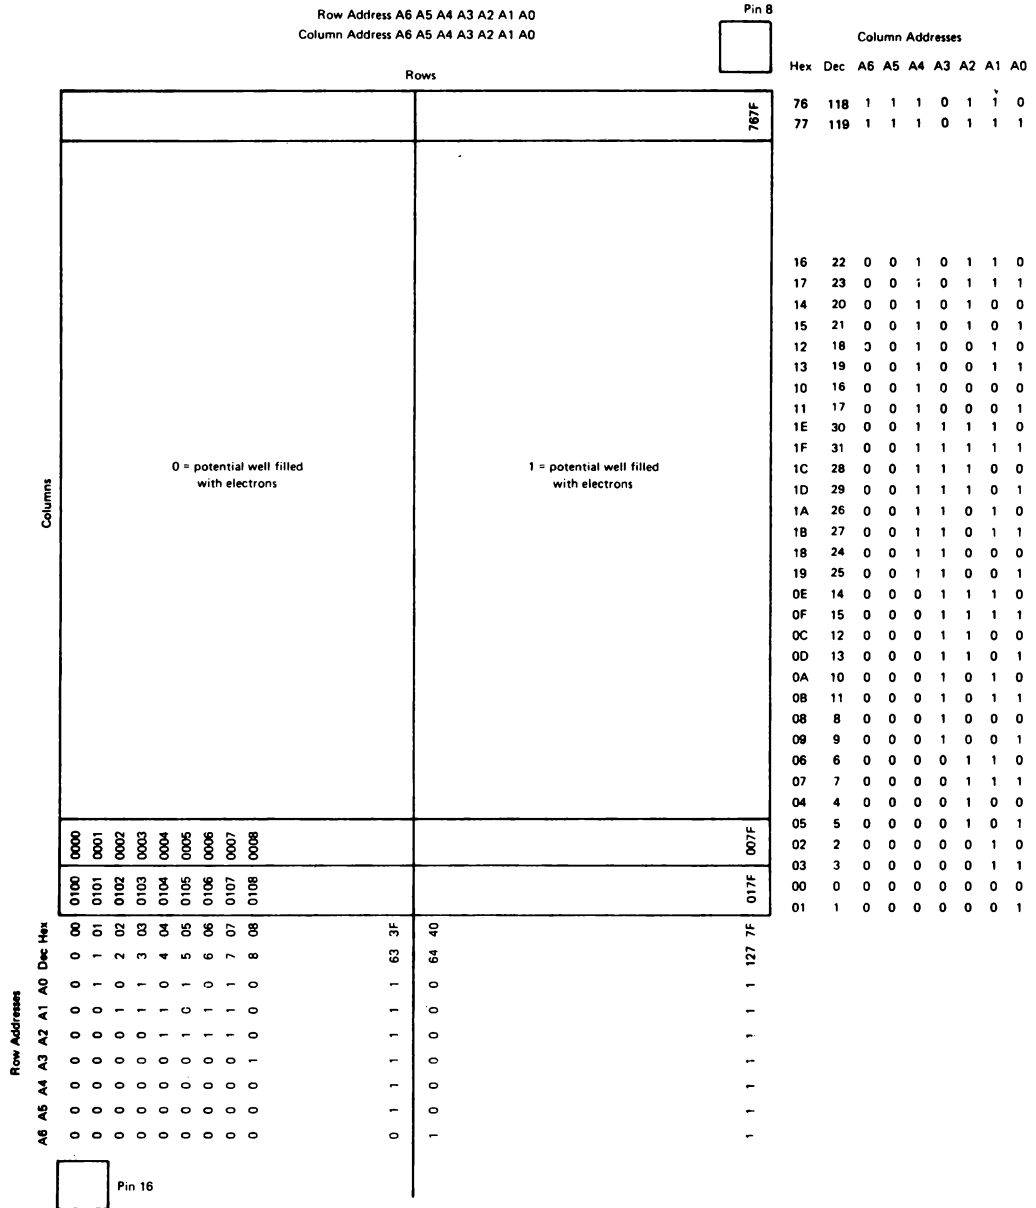 Row Address A6 A5 A4 A3 A2 A1 A0
Column Address A6 A5 A4 A3 A2 A1 A0
Pin 8
Rows
Column Addresses
Hex Dec A6 A5 A4 A3 A2 A1 A0
76 118 1 1 1 0 1 1 0
77 119 1 1 1 0 1 1 1
16 22 0 0 1 0 1 1 0
17 23 0 0 1 0 1 1 1
14 20 0 0 1 0 1 0 0
15 21 0 0 1 0 1 0 1
12 18 0 0 1 0 0 1 0
13 19 0 0 1 0 0 1 1
10 16 0 0 1 0 0 0 0
11 17 0 0 1 0 0 0 1
1E 30 0 0 1 1 1 1 0
1F 31 0 0 1 1 1 1 1
1C 28 0 0 1 1 1 0 0
1D 29 0 0 1 1 1 0 1
1A 26 0 0 1 1 0 1 0
1B 27 0 0 1 1 0 1 1
18 24 0 0 1 1 0 0 0
19 25 0 0 1 1 0 0 1
0E 14 0 0 0 1 1 1 0
0F 15 0 0 0 1 1 1 1
0C 12 0 0 0 1 1 0 0
0D 13 0 0 0 1 1 0 1
0A 10 0 0 0 1 0 1 0
0B 11 0 0 0 1 0 1 1
08 8 0 0 0 1 0 0 0
09 9 0 0 0 1 0 0 1
06 6 0 0 0 0 1 1 0
07 7 0 0 0 0 1 1 1
04 4 0 0 0 0 1 0 0
05 5 0 0 0 0 1 0 1
02 2 0 0 0 0 0 1 0
03 3 0 0 0 0 0 1 1
00 0 0 0 0 0 0 0 0
01 1 0 0 0 0 0 0 1
767F
Columns
0 = potential well filled
with electrons
1 = potential well filled
with electrons
0000 0001 0002 0003 0004 0005 0006 0007 0008 007F
0100 0101 0102 0103 0104 0105 0106 0107 0108 017F
Row Addresses
A6 A5 A4 A3 A2 A1 A0 Dec Hex
0 0 0 0 0 0 0 0 00
0 0 0 0 0 0 1 1 01
0 0 0 0 0 1 0 2 02
0 0 0 0 0 1 1 3 03
0 0 0 0 1 0 0 4 04
0 0 0 0 1 0 1 5 05
0 0 0 0 1 1 0 6 06
0 0 0 0 1 1 1 7 07
0 0 0 1 0 0 0 8 08
0 1 1 1 1 1 1 63 3F
1 0 0 0 0 0 0 64 40
1 1 1 1 1 1 1 127 7F
Pin 16